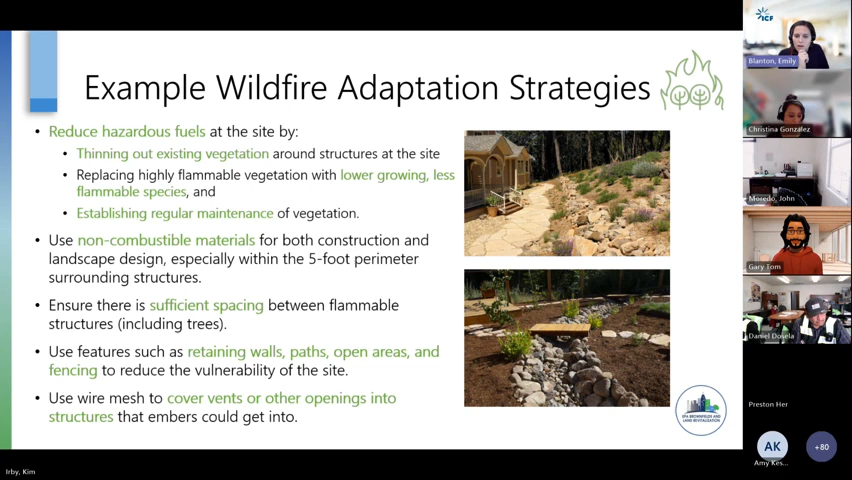 Example Wildfire Adaptation Strategies
• Reduce hazardous fuels at the site by:
• Thinning out existing vegetation around structures at the site
• Replacing highly flammable vegetation with lower growing, less
flammable species, and
• Establishing regular maintenance of vegetation.
• Use non-combustible materials for both construction and
landscape design, especially within the 5-foot perimeter
surrounding structures.
• Ensure there is sufficient spacing between flammable
structures (including trees).
• Use features such as retaining walls, paths, open areas, and
fencing to reduce the vulnerability of the site.
• Use wire mesh to cover vents or other openings into
structures that embers could get into.
EPA BROWNFIELDS AND
LAND REVITALIZATION
Irby, Kim
ICF
Blanton, Emily
Christina Gonzalez
Moredo, John
Gary Tom
Daniel Dosela
Preston Her
AK
Amy Kes...
+80